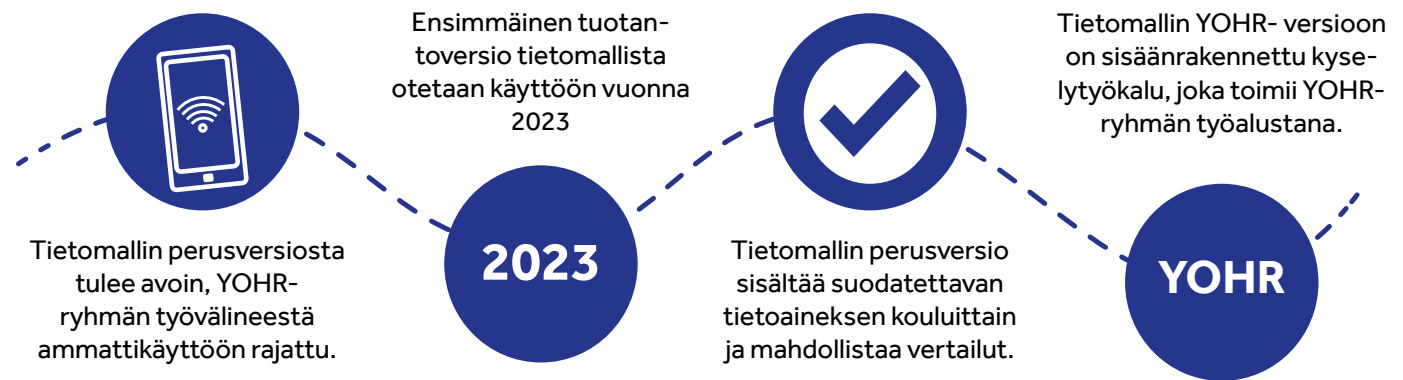 Tietomallin perusversiosta
tulee avoin, YOHR-
ryhmän työvälineestä
ammattikäyttöön rajattu.
Ensimmäinen tuotan-
toversio tietomallista
otetaan käyttöön vuonna
2023
2023
Tietomallin perusversio
sisältää suodatettavan
tietoaineksen kouluittain
ja mahdollistaa vertailut.
Tietomallin YOHR- versioon
on sisäänrakennettu kyse-
lytyökalu, joka toimii YOHR-
ryhmän työalustana.
YOHR